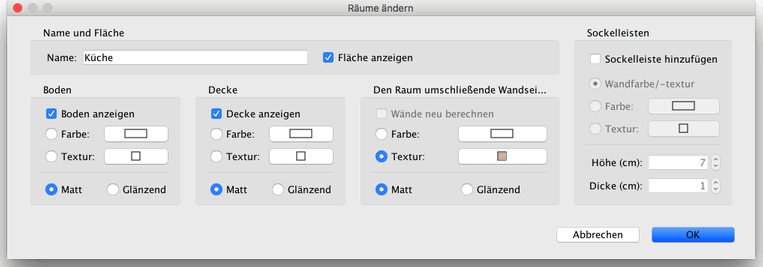 Räume ändern
Name und Fläche
Name: Küche
Fläche anzeigen
Boden
Boden anzeigen
Farbe:
Textur:
Matt Glänzend
Decke
Decke anzeigen
Farbe:
Textur:
Matt Glänzend
Den Raum umschließende Wandsei...
Wände neu berechnen
Farbe:
Textur:
Matt Glänzend
Sockelleisten
Sockelleiste hinzufügen
Wandfarbe/-textur
Farbe:
Textur:
Höhe (cm): 7
Dicke (cm): 1
Abbrechen OK